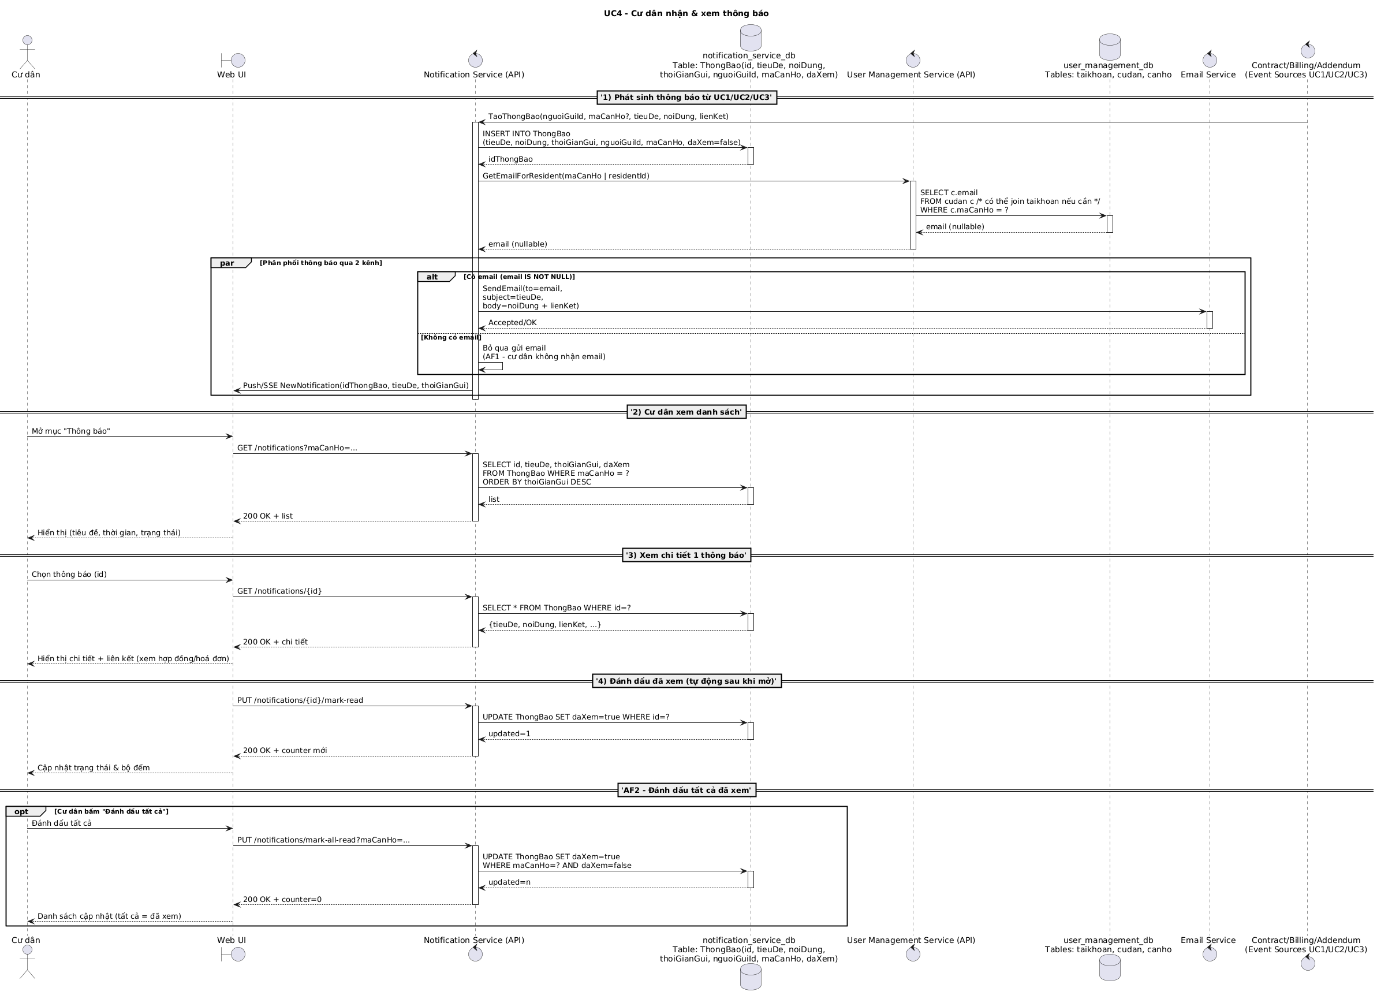 UC4 - Cư dân nhận & xem thông báo
Cư dân
Web UI
Notification Service (API)
notification_service_db
Table: ThongBao(id, tieuDe, noiDung,
thoiGianGui, nguoiGuiId, maCanHo, daXem)
User Management Service (API)
user_management_db
Tables: taikhoan, cudan, canho
Email Service
Contract/Billing/Addendum
(Event Sources UC1/UC2/UC3)
'1) Phát sinh thông báo từ UC1/UC2/UC3'
TaoThongBao(nguoiGuiId, maCanHo?, tieuDe, noiDung, lienKet)
INSERT INTO ThongBao
(tieuDe, noiDung, thoiGianGui, nguoiGuiId, maCanHo, daXem=false)
idThongBao
GetEmailForResident(maCanHo | residentId)
SELECT c.email
FROM cudan c /* có thể join taikhoan nếu cần */
WHERE c.maCanHo = ?
email (nullable)
email (nullable)
par [Phân phối thông báo qua 2 kênh]
alt [Có email (email IS NOT NULL)]
SendEmail(to=email,
subject=tieuDe,
body=noiDung + lienKet)
Accepted/OK
[Không có email]
Bỏ qua gửi email
(AF1 - cư dân không nhận email)
Push/SSE NewNotification(idThongBao, tieuDe, thoiGianGui)
'2) Cư dân xem danh sách'
Mở mục "Thông báo"
GET /notifications?maCanHo=...
SELECT id, tieuDe, thoiGianGui, daXem
FROM ThongBao WHERE maCanHo = ?
ORDER BY thoiGianGui DESC
list
200 OK + list
Hiển thị (tiêu đề, thời gian, trạng thái)
'3) Xem chi tiết 1 thông báo'
Chọn thông báo (id)
GET /notifications/{id}
SELECT * FROM ThongBao WHERE id=?
{tieuDe, noiDung, lienKet, ...}
200 OK + chi tiết
Hiển thị chi tiết + liên kết (xem hợp đồng/hoá đơn)
'4) Đánh dấu đã xem (tự động sau khi mở)'
PUT /notifications/{id}/mark-read
UPDATE ThongBao SET daXem=true WHERE id=?
updated=1
200 OK + counter mới
Cập nhật trạng thái & bộ đếm
'AF2 - Đánh dấu tất cả đã xem'
opt [Cư dân bấm "Đánh dấu tất cả"]
Đánh dấu tất cả
PUT /notifications/mark-all-read?maCanHo=...
UPDATE ThongBao SET daXem=true
WHERE maCanHo=? AND daXem=false
updated=n
200 OK + counter=0
Danh sách cập nhật (tất cả = đã xem)
Cư dân
Web UI
Notification Service (API)
notification_service_db
Table: ThongBao(id, tieuDe, noiDung,
thoiGianGui, nguoiGuiId, maCanHo, daXem)
User Management Service (API)
user_management_db
Tables: taikhoan, cudan, canho
Email Service
Contract/Billing/Addendum
(Event Sources UC1/UC2/UC3)